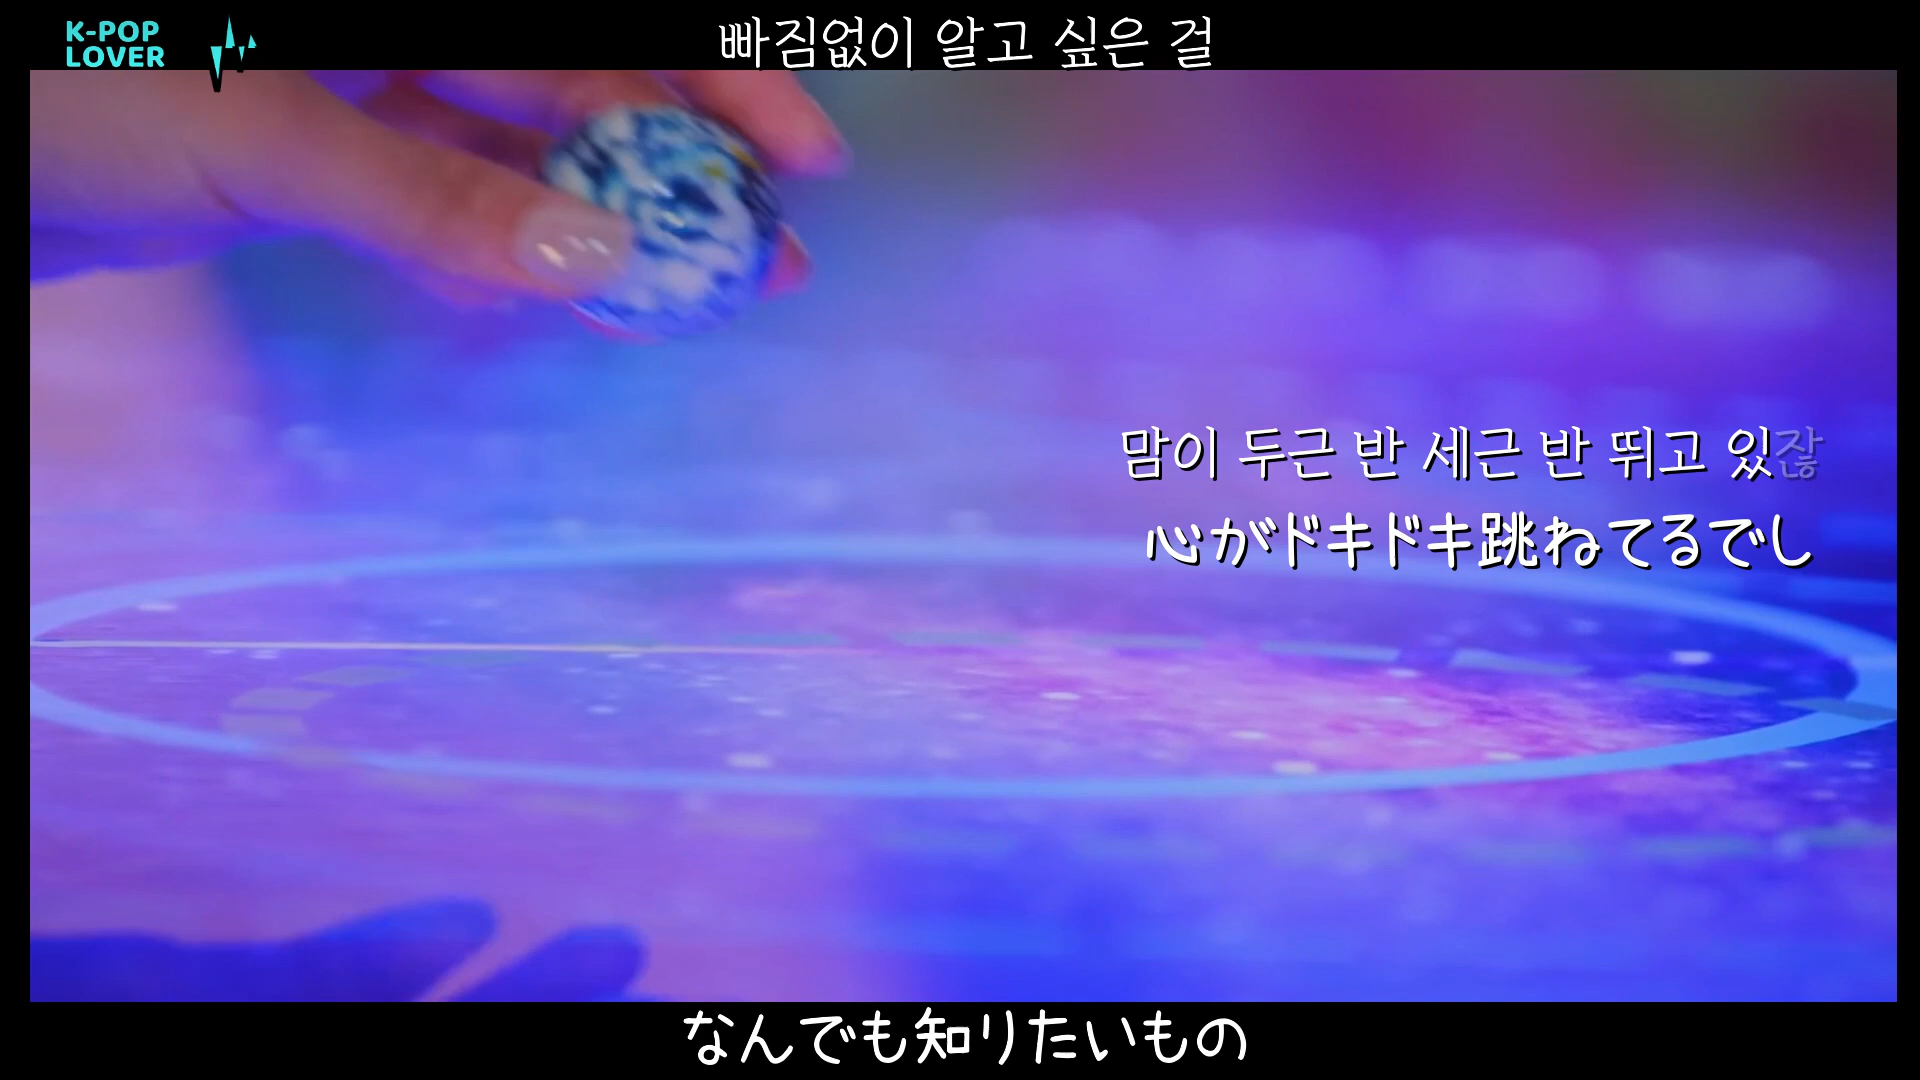 K-POP
LOVER
빠짐없이 알고 싶은 걸
맘이 두근 반 세근 반 뛰고 있잖
心がドキドキ跳ねてるでし
なんでも知りたいもの